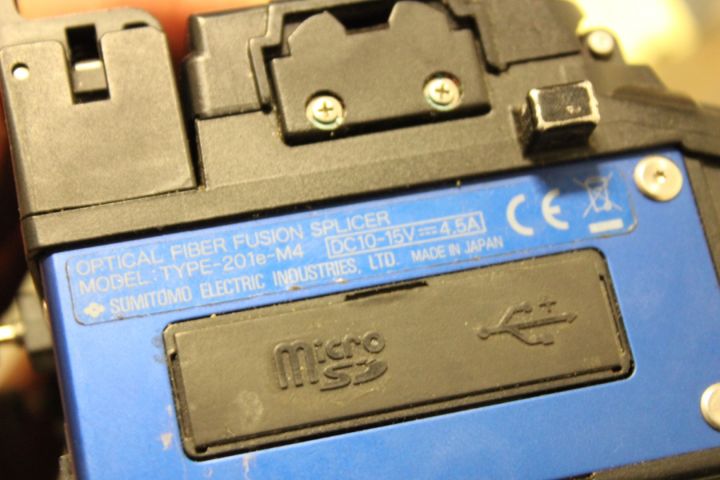 OPTICAL FIBER FUSION SPLICER
MODEL: TYPE-201e-M4 DC10-15V 4.5A
SUMITOMO ELECTRIC INDUSTRIES, LTD. MADE IN JAPAN
CE
micro
SD